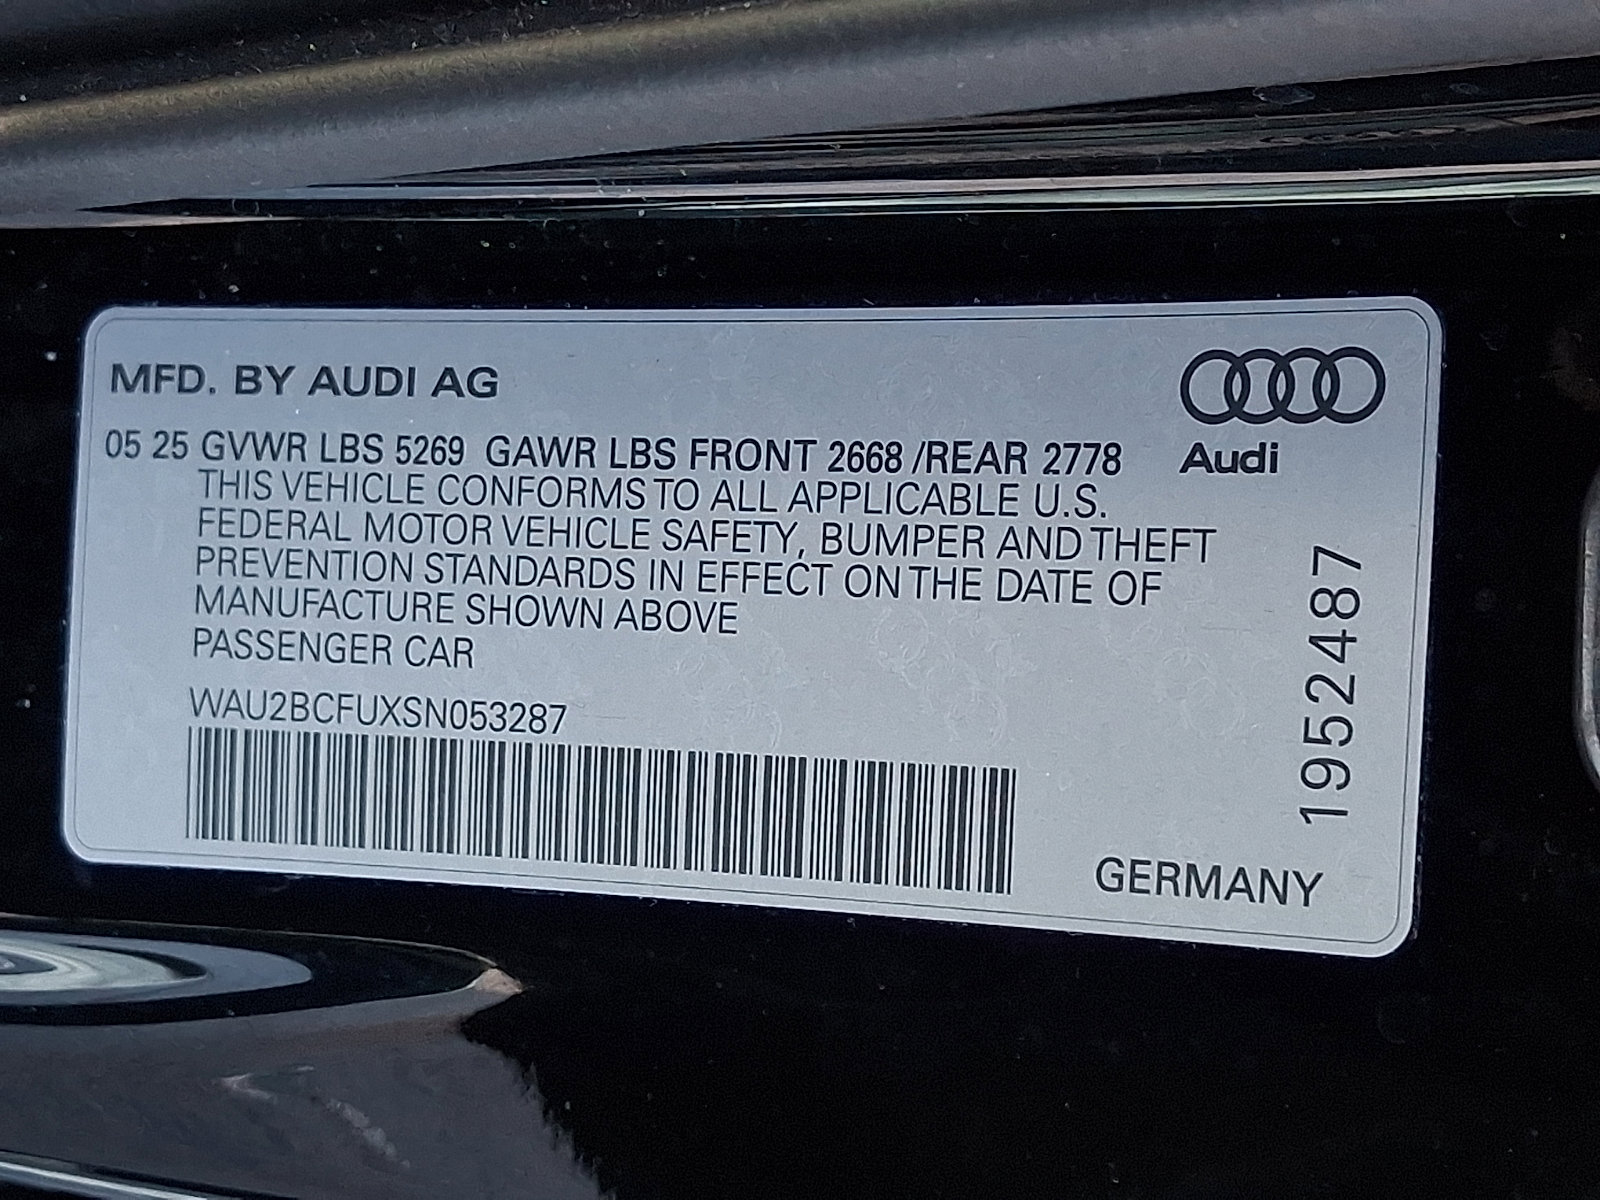 MFD. BY AUDI AG
Audi
05 25 GVWR LBS 5269 GAWR LBS FRONT 2668 /REAR 2778
THIS VEHICLE CONFORMS TO ALL APPLICABLE U.S.
FEDERAL MOTOR VEHICLE SAFETY, BUMPER AND THEFT
PREVENTION STANDARDS IN EFFECT ON THE DATE OF
MANUFACTURE SHOWN ABOVE
PASSENGER CAR
WAU2BCFUXSN053287
1952487
GERMANY